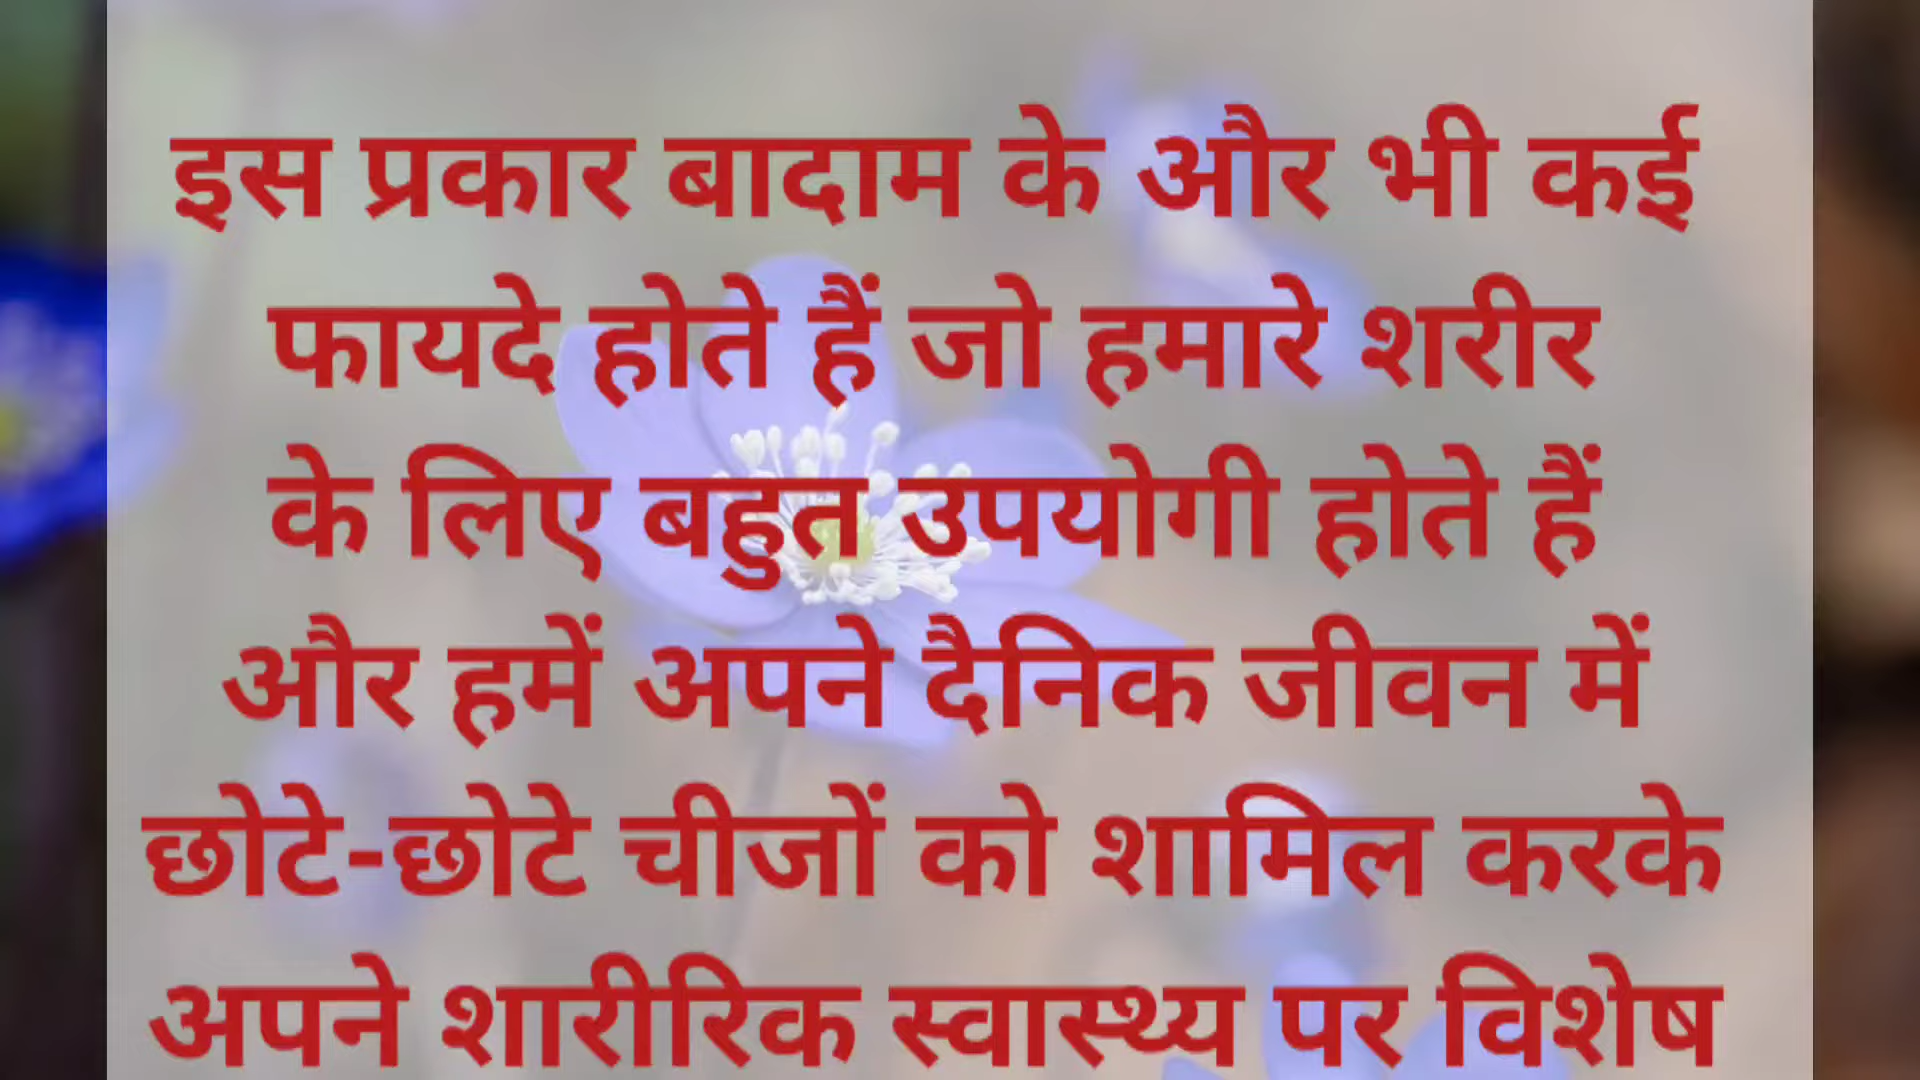 इस प्रकार बादाम के और भी कई
फायदे होते हैं जो हमारे शरीर
के लिए बहुत उपयोगी होते हैं
और हमें अपने दैनिक जीवन में
छोटे-छोटे चीजों को शामिल करके
अपने शारीरिक स्वास्थ्य पर विशेष